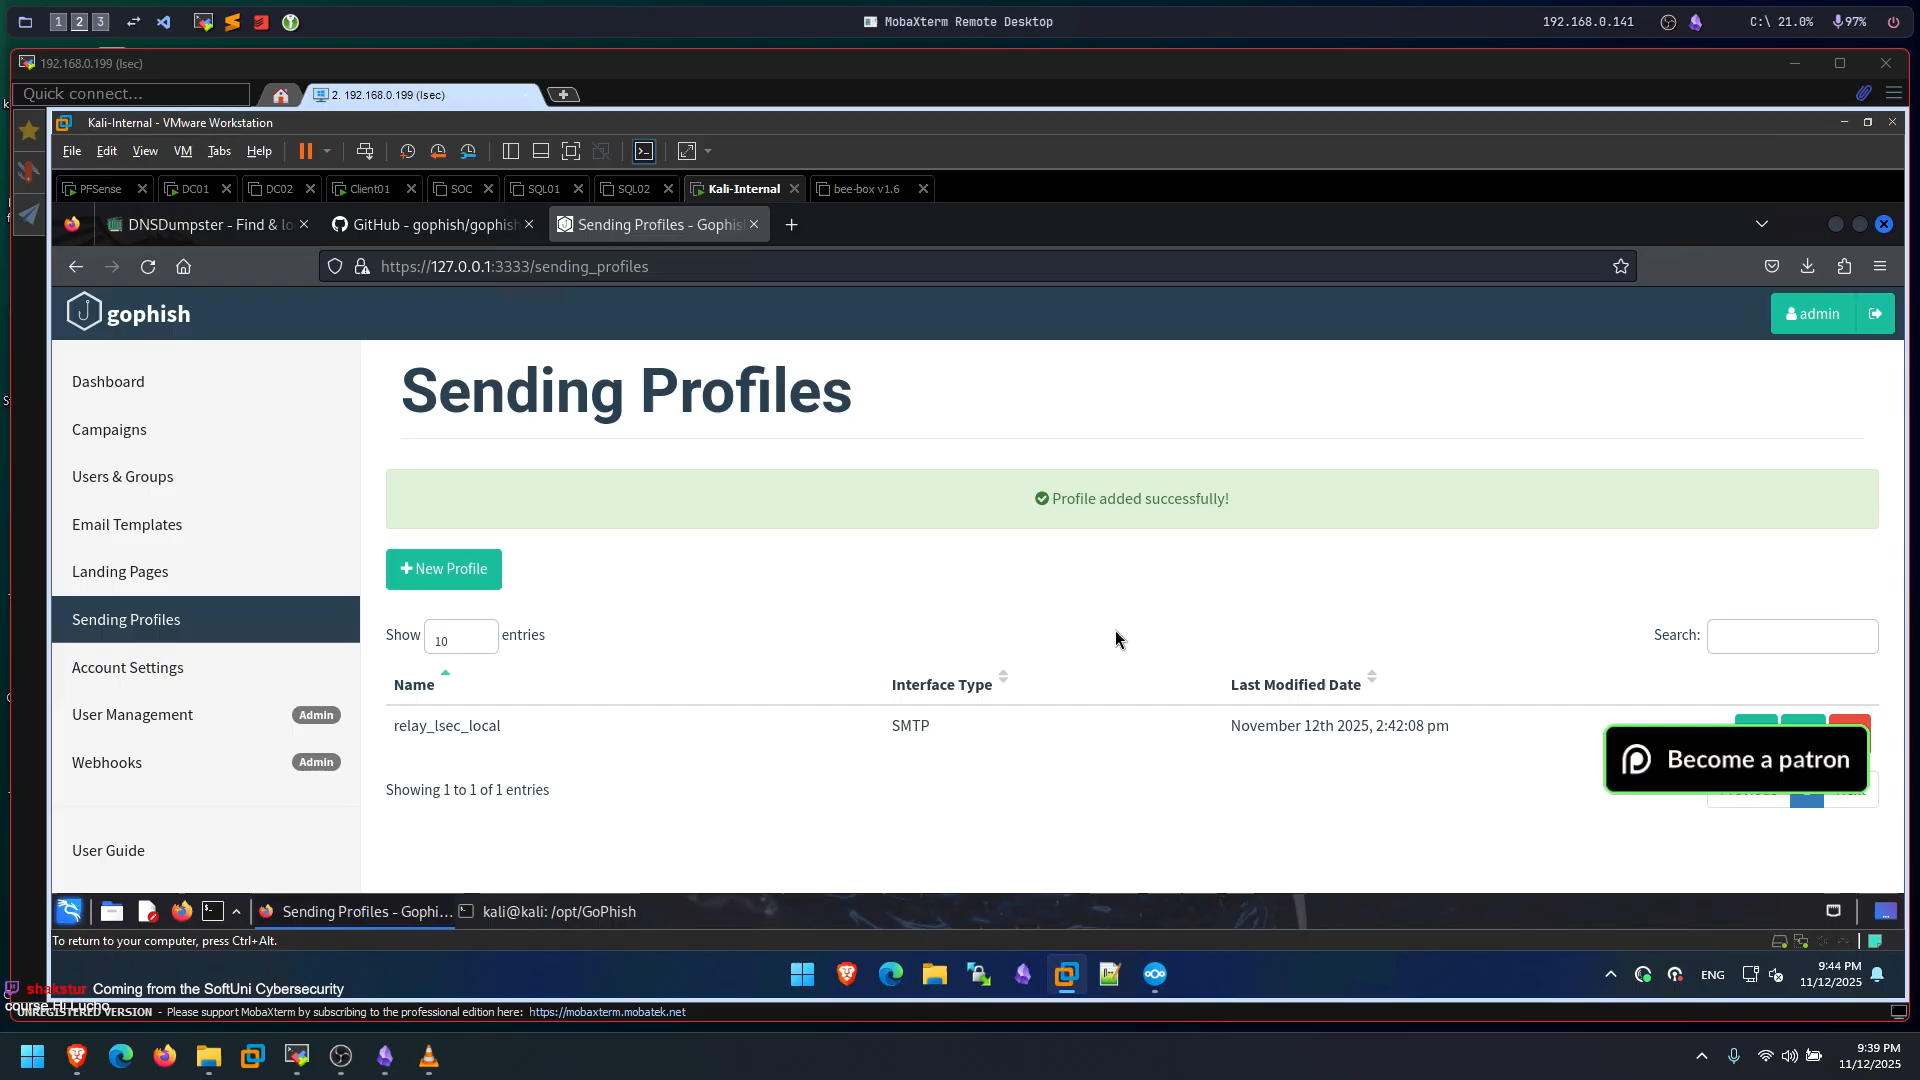 1 2 3
MobaXterm Remote Desktop
192.168.0.141
C:\ 21.0%
97%
192.168.0.199 (lsec)
Quick connect...
2. 192.168.0.199 (lsec)
Kali-Internal - VMware Workstation
File Edit View VM Tabs Help
PFSense DC01 DC02 Client01 SOC SQL01 SQL02 Kali-Internal bee-box v1.6
DNSDumpster - Find & lo GitHub - gophish/gophish Sending Profiles - Gophis
https://127.0.0.1:3333/sending_profiles
gophish
admin
Dashboard
Campaigns
Users & Groups
Email Templates
Landing Pages
Sending Profiles
Account Settings
User Management Admin
Webhooks Admin
User Guide
Sending Profiles
Profile added successfully!
New Profile
Show 10 entries
Search:
Name Interface Type Last Modified Date
relay_lsec_local SMTP November 12th 2025, 2:42:08 pm
Become a patron
Showing 1 to 1 of 1 entries
Sending Profiles - Gophi... kali@kali: /opt/GoPhish
To return to your computer, press Ctrl+Alt.
ENG
9:44 PM
11/12/2025
shakstur Coming from the SoftUni Cybersecurity
course. Hi Lucho
UNREGISTERED VERSION - Please support MobaXterm by subscribing to the professional edition here: https://mobaxterm.mobatek.net
9:39 PM
11/12/2025